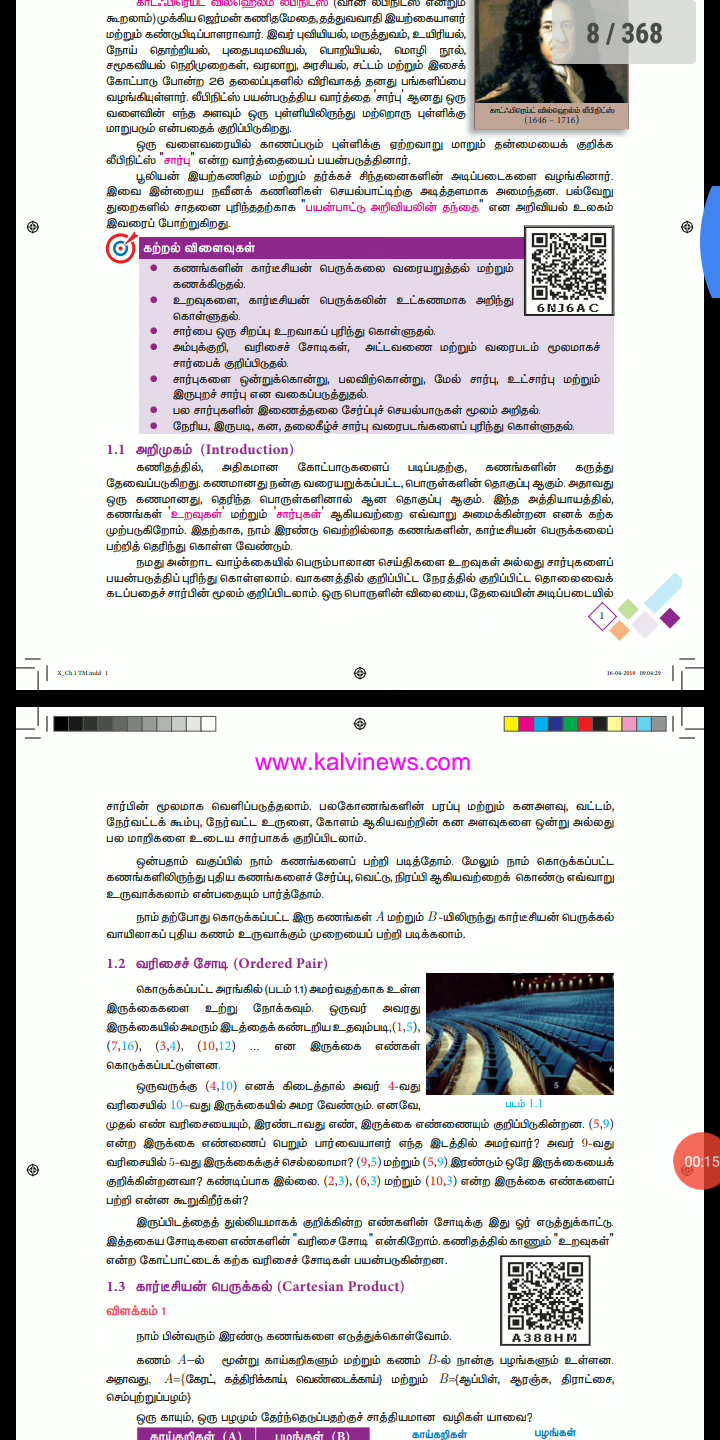 காட்ஃபிரெய்ட் வில்ஹெல்ம் லீபிநிட்ஸ் (வான் லீபிநிட்ஸ் என்றும்
கூறலாம்) முக்கிய ஜெர்மன் கணிதமேதை, தத்துவவாதி இயற்கையாளர்
மற்றும் கண்டுபிடிப்பாளராவார். இவர் புவியியல், மருத்துவம், உயிரியல்,
நோய் தொற்றியல், புதைபடிமவியல், பொறியியல், மொழி நூல்,
சமூகவியல் நெறிமுறைகள், வரலாறு, அரசியல், சட்டம் மற்றும் இசைக்
கோட்பாடு போன்ற 26 தலைப்புகளில் விரிவாகத் தனது பங்களிப்பை
வழங்கியுள்ளார். லீபிநிட்ஸ் பயன்படுத்திய வார்த்தை 'சார்பு' ஆனது ஒரு
வளைவின் எந்த அளவும் ஒரு புள்ளியிலிருந்து மற்றொரு புள்ளிக்கு
மாறுபடும் என்பதைக் குறிப்பிடுகிறது.
8 / 368
காட்ஃபிரெய்ட் வில்ஹெல்ம் லீபிநிட்ஸ்
(1646 – 1716)
ஒரு வளைவரையில் காணப்படும் புள்ளிக்கு ஏற்றவாறு மாறும் தன்மையைக் குறிக்க
லீபிநிட்ஸ் "சார்பு" என்ற வார்த்தையைப் பயன்படுத்தினார்.
பூலியன் இயற்கணிதம் மற்றும் தர்க்கச் சிந்தனைகளின் அடிப்படைகளை வழங்கினார்.
இவை இன்றைய நவீனக் கணினிகள் செயல்பாட்டிற்கு அடித்தளமாக அமைந்தன. பல்வேறு
துறைகளில் சாதனை புரிந்ததற்காக "பயன்பாட்டு அறிவியலின் தந்தை" என அறிவியல் உலகம்
இவரைப் போற்றுகிறது.
கற்றல் விளைவுகள்
6NJ6AC
● கணங்களின் கார்டீசியன் பெருக்கலை வரையறுத்தல் மற்றும்
கணக்கிடுதல்.
● உறவுகளை, கார்டீசியன் பெருக்கலின் உட்கணமாக அறிந்து
கொள்ளுதல்.
● சார்பை ஒரு சிறப்பு உறவாகப் புரிந்து கொள்ளுதல்.
● அம்புக்குறி, வரிசைச் சோடிகள், அட்டவணை மற்றும் வரைபடம் மூலமாகச்
சார்பைக் குறிப்பிடுதல்.
● சார்புகளை ஒன்றுக்கொன்று, பலவிற்கொன்று, மேல் சார்பு, உட்சார்பு மற்றும்
இருபுறச் சார்பு என வகைப்படுத்துதல்.
● பல சார்புகளின் இணைத்தலை சேர்ப்புச் செயல்பாடுகள் மூலம் அறிதல்.
● நேரிய, இருபடி, கன, தலைகீழ்ச் சார்பு வரைபடங்களைப் புரிந்து கொள்ளுதல்.
1.1 அறிமுகம் (Introduction)
கணிதத்தில், அதிகமான கோட்பாடுகளைப் படிப்பதற்கு, கணங்களின் கருத்து
தேவைப்படுகிறது. கணமானது நன்கு வரையறுக்கப்பட்ட, பொருள்களின் தொகுப்பு ஆகும். அதாவது
ஒரு கணமானது, தெரிந்த பொருள்களினால் ஆன தொகுப்பு ஆகும். இந்த அத்தியாயத்தில்,
கணங்கள் 'உறவுகள்' மற்றும் 'சார்புகள்' ஆகியவற்றை எவ்வாறு அமைக்கின்றன எனக் கற்க
முற்படுகிறோம். இதற்காக, நாம் இரண்டு வெற்றில்லாத கணங்களின், கார்டீசியன் பெருக்கலைப்
பற்றித் தெரிந்து கொள்ள வேண்டும்.
நமது அன்றாட வாழ்க்கையில் பெரும்பாலான செய்திகளை உறவுகள் அல்லது சார்புகளைப்
பயன்படுத்திப் புரிந்து கொள்ளலாம். வாகனத்தில் குறிப்பிட்ட நேரத்தில் குறிப்பிட்ட தொலைவைக்
கடப்பதைச் சார்பின் மூலம் குறிப்பிடலாம். ஒரு பொருளின் விலையை, தேவையின் அடிப்படையில்
1
X_Ch 1 TM.indd 1
16-04-2019 09:04:29
www.kalvinews.com
சார்பின் மூலமாக வெளிப்படுத்தலாம். பலகோணங்களின் பரப்பு மற்றும் கனஅளவு, வட்டம்,
நேர்வட்டக் கூம்பு, நேர்வட்ட உருளை, கோளம் ஆகியவற்றின் கன அளவுகளை ஒன்று அல்லது
பல மாறிகளை உடைய சார்பாகக் குறிப்பிடலாம்.
ஒன்பதாம் வகுப்பில் நாம் கணங்களைப் பற்றி படித்தோம். மேலும் நாம் கொடுக்கப்பட்ட
கணங்களிலிருந்து புதிய கணங்களைச் சேர்ப்பு, வெட்டு, நிரப்பி ஆகியவற்றைக் கொண்டு எவ்வாறு
உருவாக்கலாம் என்பதையும் பார்த்தோம்.
நாம் தற்போது கொடுக்கப்பட்ட இரு கணங்கள் A மற்றும் B -யிலிருந்து கார்டீசியன் பெருக்கல்
வாயிலாகப் புதிய கணம் உருவாக்கும் முறையைப் பற்றி படிக்கலாம்.
1.2 வரிசைச் சோடி (Ordered Pair)
கொடுக்கப்பட்ட அரங்கில் (படம் 1.1) அமர்வதற்காக உள்ள
இருக்கைகளை உற்று நோக்கவும். ஒருவர் அவரது
இருக்கையில் அமரும் இடத்தைக் கண்டறிய உதவும்படி,(1,5),
(7,16), (3,4), (10,12) ... என இருக்கை எண்கள்
கொடுக்கப்பட்டுள்ளன.
ஒருவருக்கு (4,10) எனக் கிடைத்தால் அவர் 4-வது
வரிசையில் 10–வது இருக்கையில் அமர வேண்டும். எனவே,
5
6
படம் 1.1
முதல் எண் வரிசையையும், இரண்டாவது எண், இருக்கை எண்ணையும் குறிப்பிடுகின்றன. (5,9)
என்ற இருக்கை எண்ணைப் பெறும் பார்வையாளர் எந்த இடத்தில் அமர்வார்? அவர் 9-வது
வரிசையில் 5-வது இருக்கைக்குச் செல்லலாமா? (9,5) மற்றும் (5,9) இரண்டும் ஒரே இருக்கையைக்
குறிக்கின்றனவா? கண்டிப்பாக இல்லை. (2,3), (6,3) மற்றும் (10,3) என்ற இருக்கை எண்களைப்
பற்றி என்ன கூறுகிறீர்கள்?
00:15
இருப்பிடத்தைத் துல்லியமாகக் குறிக்கின்ற எண்களின் சோடிக்கு இது ஓர் எடுத்துக்காட்டு.
இத்தகைய சோடிகளை எண்களின் "வரிசை சோடி" என்கிறோம். கணிதத்தில் காணும் "உறவுகள்"
என்ற கோட்பாட்டைக் கற்க வரிசைச் சோடிகள் பயன்படுகின்றன.
1.3 கார்டீசியன் பெருக்கல் (Cartesian Product)
விளக்கம் 1
A388HM
நாம் பின்வரும் இரண்டு கணங்களை எடுத்துக்கொள்வோம்.
கணம் A–ல் மூன்று காய்கறிகளும் மற்றும் கணம் B-ல் நான்கு பழங்களும் உள்ளன.
அதாவது, A={கேரட், கத்திரிக்காய், வெண்டைக்காய்} மற்றும் B={ஆப்பிள், ஆரஞ்சு, திராட்சை,
செம்புற்றுப்பழம்}
ஒரு காயும், ஒரு பழமும் தேர்ந்தெடுப்பதற்குச் சாத்தியமான வழிகள் யாவை?
காய்கறிகள் (A) பழங்கள் (B) காய்கறிகள் பழங்கள்